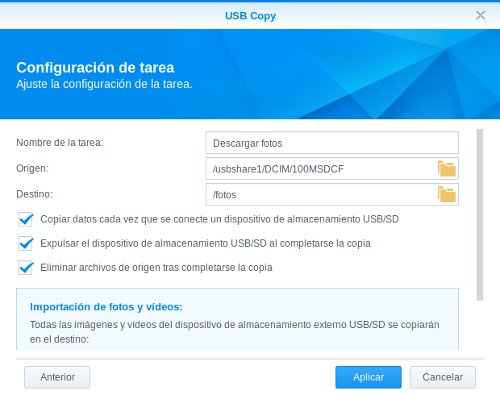 USB Copy
Configuración de tarea
Ajuste la configuración de la tarea.
Nombre de la tarea: Descargar fotos
Origen: /usbshare1/DCIM/100MSDCF
Destino: /fotos
Copiar datos cada vez que se conecte un dispositivo de almacenamiento USB/SD
Expulsar el dispositivo de almacenamiento USB/SD al completarse la copia
Eliminar archivos de origen tras completarse la copia
Importación de fotos y vídeos:
Todas las imágenes y vídeos del dispositivo de almacenamiento externo USB/SD se copiarán
en el destino:
Anterior Aplicar Cancelar